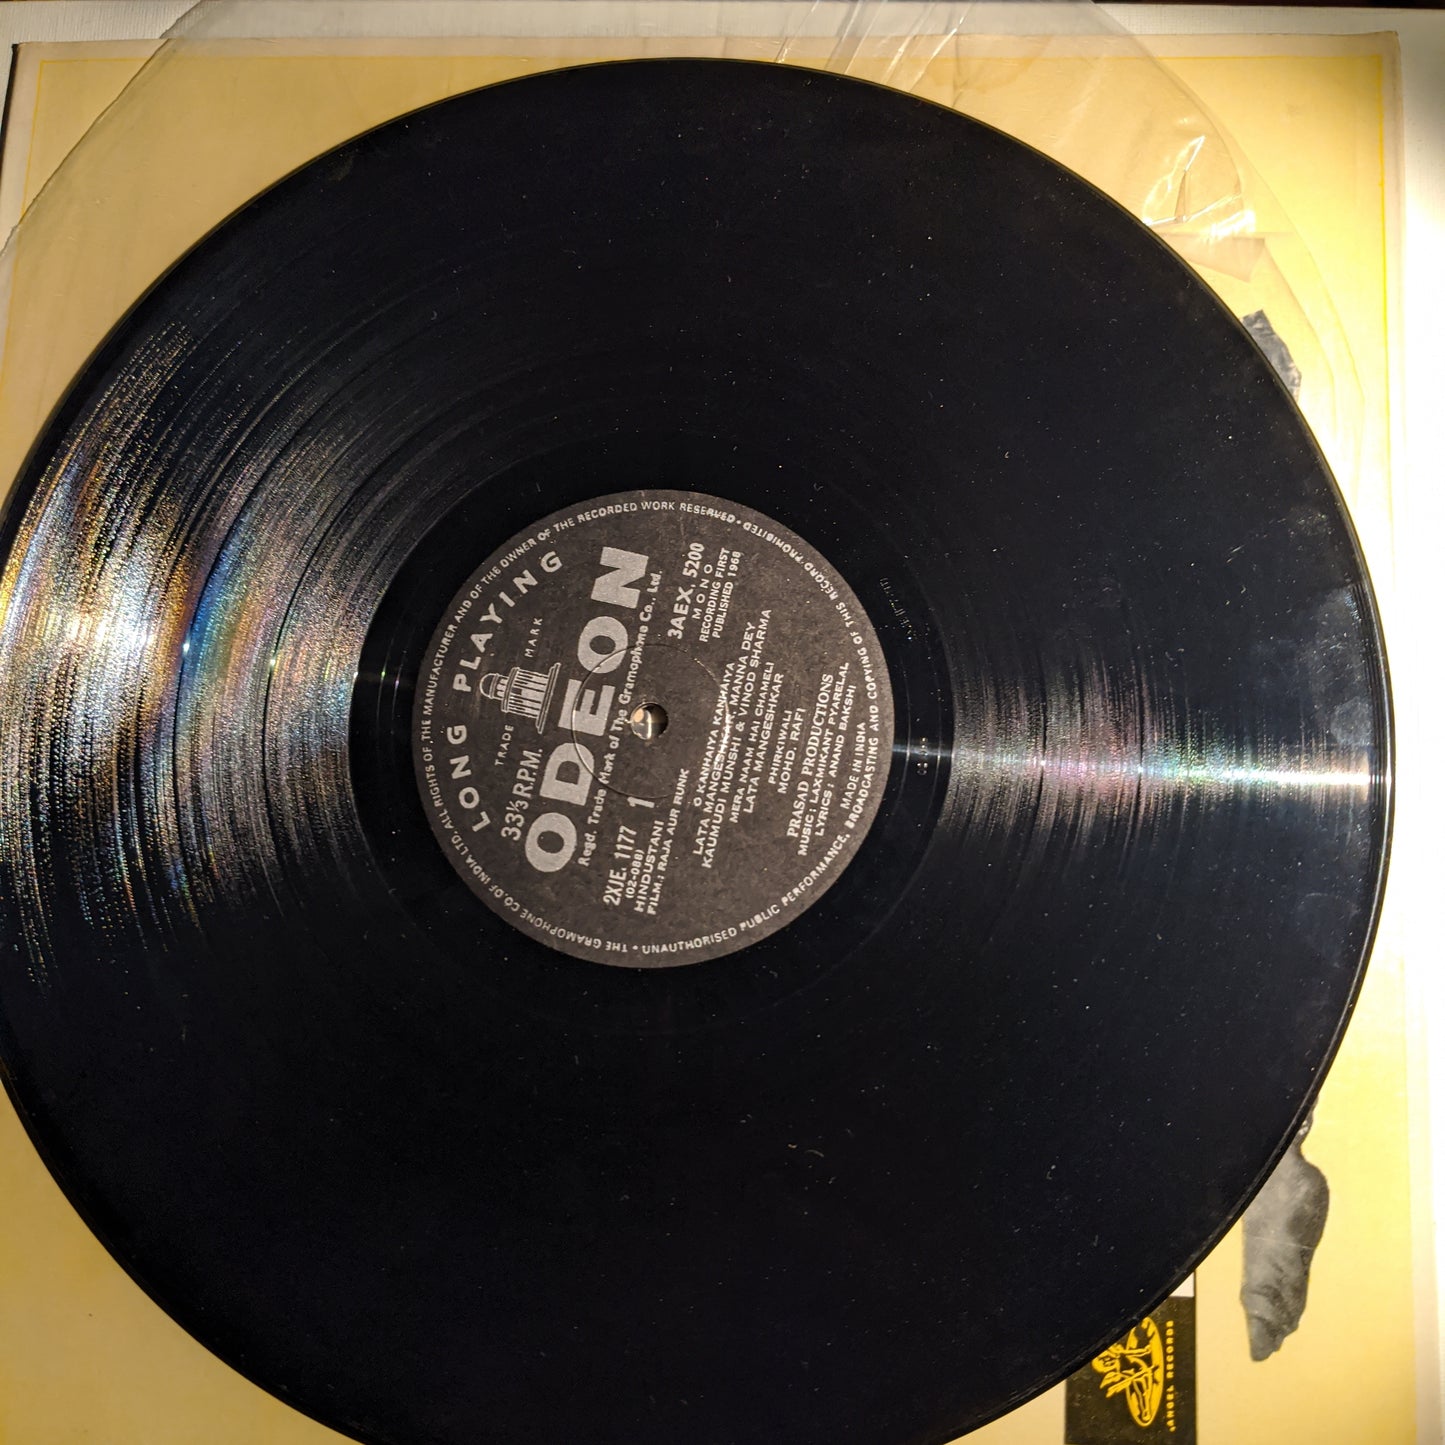 THE GRAMOPHONE CO. OF INDIA LTD. ALL RIGHTS OF THE MANUFACTURER AND OF THE OWNER OF THE RECORDED WORK RESERVED • UNAUTHORISED PUBLIC PERFORMANCE, BROADCASTING AND COPYING OF THIS RECORD PROHIBITED
LONG PLAYING
33⅓ R.P.M.
TRADE MARK
ODEON
Regd. Trade Mark of The Gramophone Co., Ltd.
2XJE. 1177
(02-088)
HINDUSTANI
1
3AEX. 5200
MONO
RECORDING FIRST
PUBLISHED 1968
FILM : RAJA AUR RUNK
O KANHAIYA KANHAIYA
LATA MANGESHKAR, MANNA DEY
KAUMUDI MUNSHI & VINOD SHARMA
MERA NAAM HAI CHAMELI
LATA MANGESHKAR
PHIRKIWALI
MOHD. RAFI
PRASAD PRODUCTIONS
MUSIC : LAXMIKANT PYARELAL
LYRICS : ANAND BAKSHI
MADE IN INDIA
ANGEL RECORDS